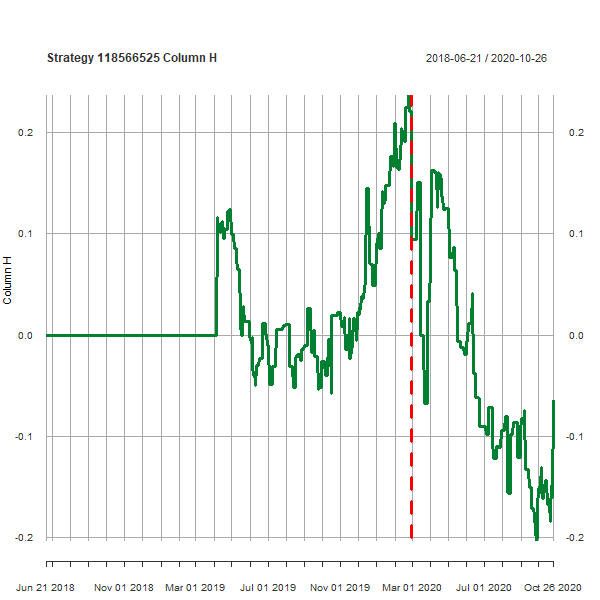 Strategy 118566525 Column H
2018-06-21 / 2020-10-26
0.2
0.2
0.1
0.1
0.0
0.0
-0.1
-0.1
-0.2
-0.2
Column H
Jun 21 2018
Nov 01 2018
Mar 01 2019
Jul 01 2019
Nov 01 2019
Mar 01 2020
Jul 01 2020
Oct 26 2020